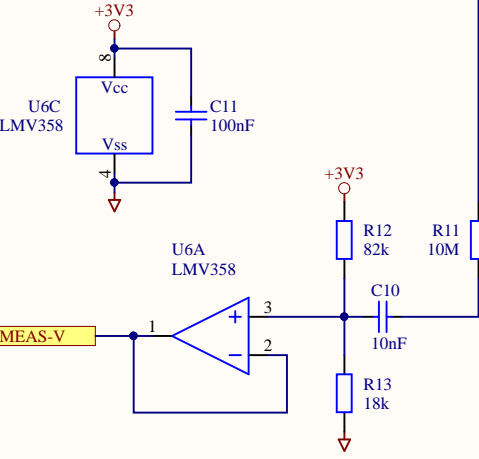 +3V3
8
Vcc
U6C
LMV358
C11
100nF
Vss
4
+3V3
R12
82k
R11
10M
U6A
LMV358
C10
10nF
3
+
1
MEAS-V
2
−
R13
18k